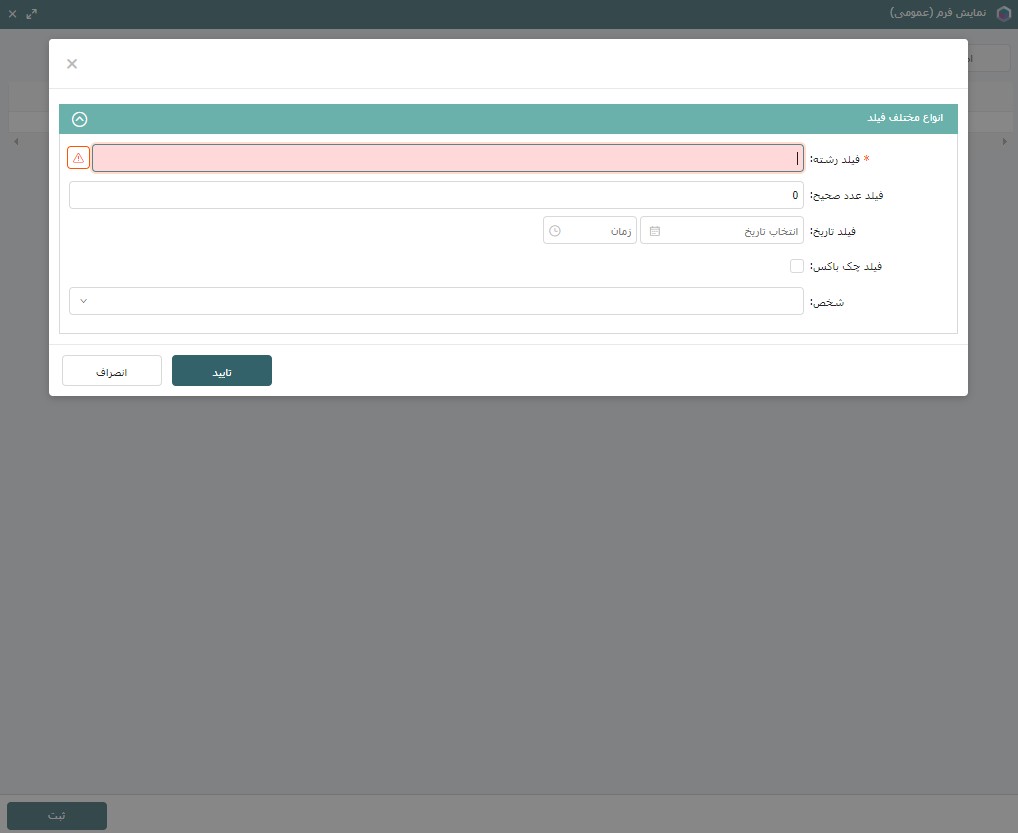 نمایش فرم (عمومی)
انواع مختلف فیلد
* فیلد رشته:
فیلد عدد صحیح: 0
فیلد تاریخ: انتخاب تاریخ زمان
فیلد چک باکس:
شخص:
تایید انصراف
ثبت